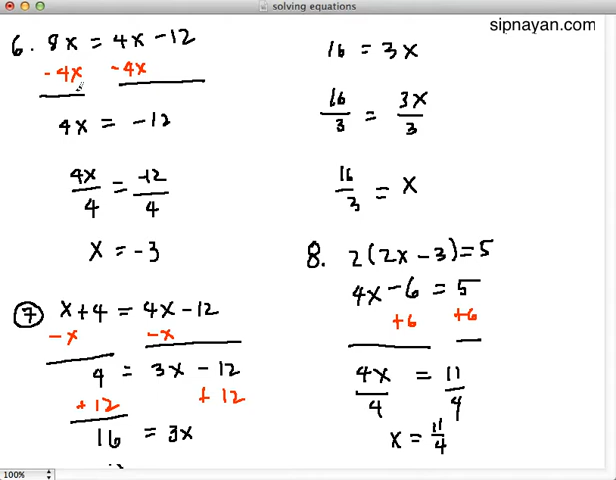 solving equations
sipnayan.com
6. 8x = 4x - 12
-4x -4x
4x = -12
4x/4 = -12/4
x = -3
⑦ x + 4 = 4x - 12
-x -x
4 = 3x - 12
+12 +12
16 = 3x
16 = 3x
16/3 = 3x/3
16/3 = x
8. 2(2x - 3) = 5
4x - 6 = 5
+6 +6
4x/4 = 11/4
x = 11/4
100%